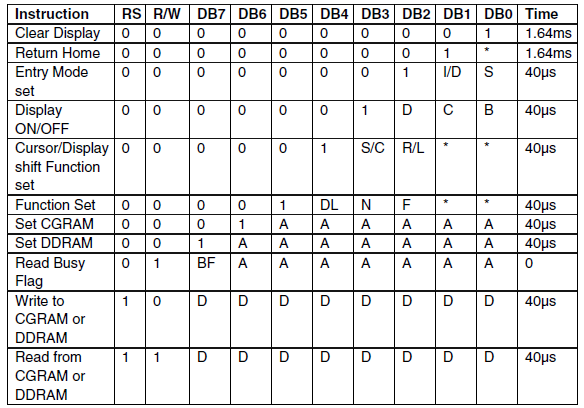 Instruction RS R/W DB7 DB6 DB5 DB4 DB3 DB2 DB1 DB0 Time
Clear Display 0 0 0 0 0 0 0 0 0 1 1.64ms
Return Home 0 0 0 0 0 0 0 0 1 * 1.64ms
Entry Mode 0 0 0 0 0 0 0 1 I/D S 40µs
set
Display 0 0 0 0 0 0 1 D C B 40µs
ON/OFF
Cursor/Display 0 0 0 0 0 1 S/C R/L * * 40µs
shift Function
set
Function Set 0 0 0 0 1 DL N F * * 40µs
Set CGRAM 0 0 0 1 A A A A A A 40µs
Set DDRAM 0 0 1 A A A A A A A 40µs
Read Busy 0 1 BF A A A A A A A 0
Flag
Write to 1 0 D D D D D D D D 40µs
CGRAM or
DDRAM
Read from 1 1 D D D D D D D D 40µs
CGRAM or
DDRAM